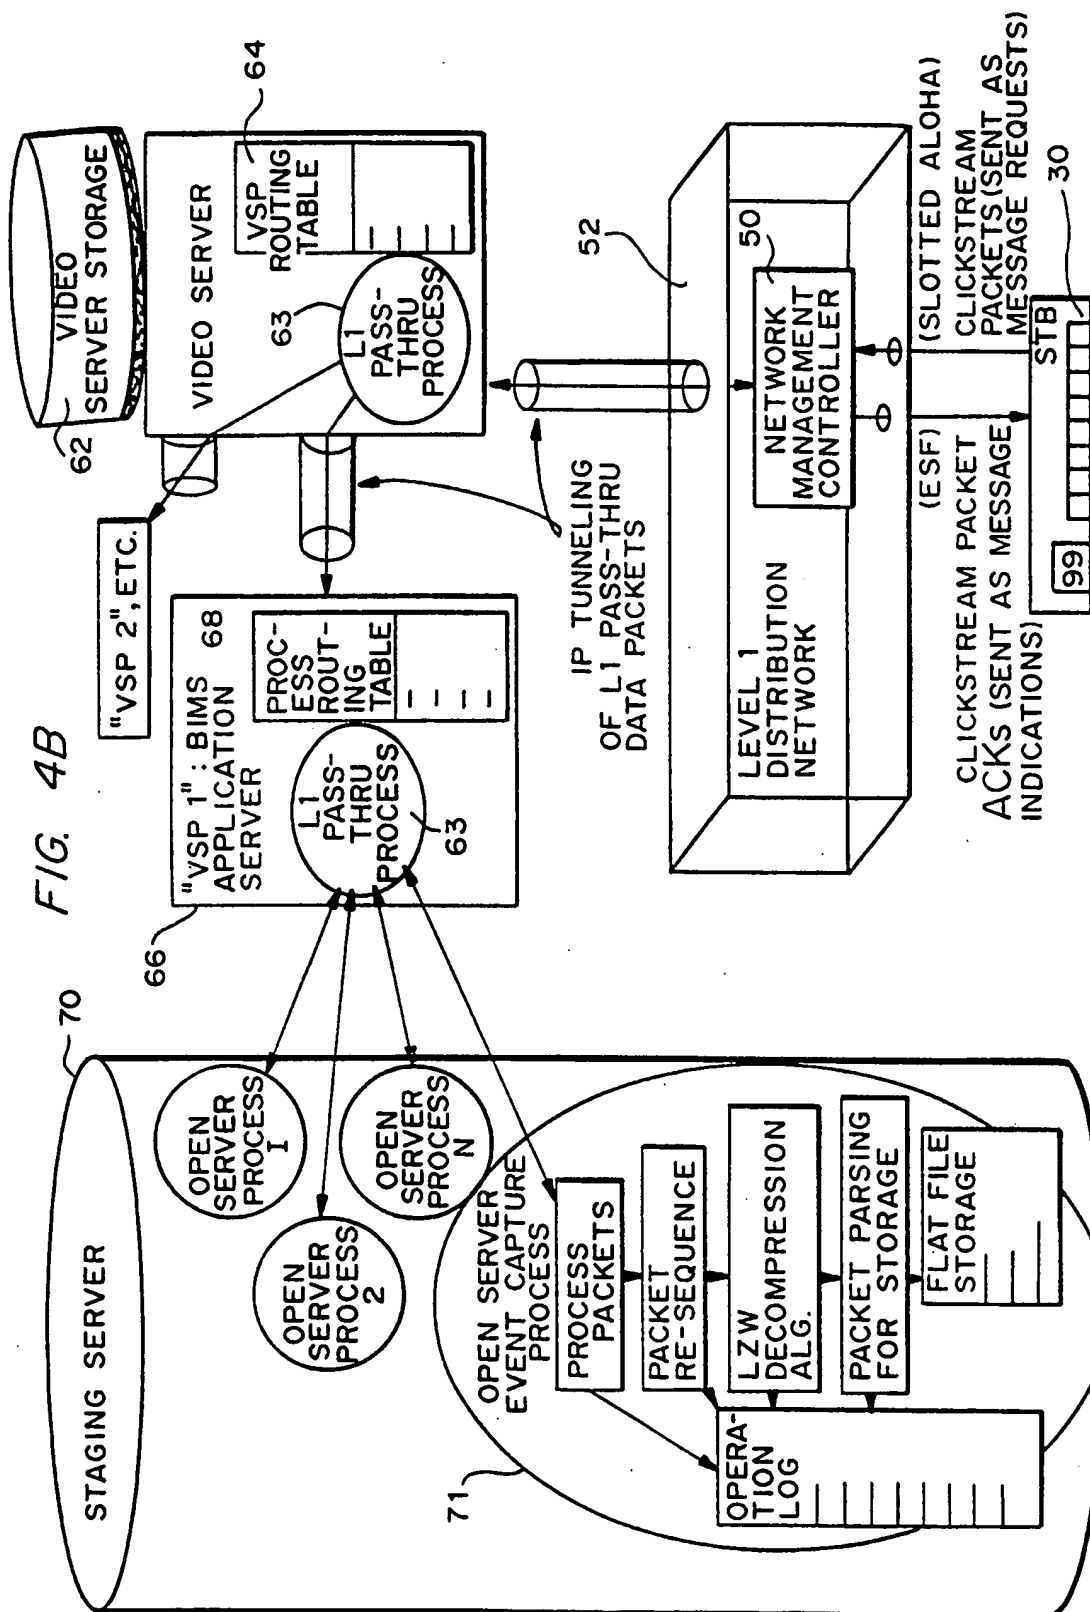 FIG. 4B
70
STAGING SERVER
OPEN
SERVER
PROCESS
I
OPEN
SERVER
PROCESS
2
OPEN
SERVER
PROCESS
N
71
OPEN SERVER
EVENT CAPTURE
PROCESS
PROCESS
PACKETS
PACKET
RE-SEQUENCE
LZW
DECOMPRESSION
ALG.
PACKET PARSING
FOR STORAGE
FLAT FILE
STORAGE
OPERA-
TION
LOG
66
"VSP 1" : BIMS
APPLICATION
SERVER
68
L1
PASS-
THRU
PROCESS
63
PROC-
ESS
ROUT-
ING
TABLE
"VSP 2", ETC.
62
VIDEO
SERVER STORAGE
VIDEO SERVER
63
L1
PASS-
THRU
PROCESS
64
VSP
ROUTING
TABLE
IP TUNNELING
OF L1 PASS-THRU
DATA PACKETS
52
LEVEL 1
DISTRIBUTION
NETWORK
50
NETWORK
MANAGEMENT
CONTROLLER
(ESF)
CLICKSTREAM PACKET
ACKs (SENT AS MESSAGE
INDICATIONS)
(SLOTTED ALOHA)
CLICKSTREAM
PACKETS (SENT AS
MESSAGE REQUESTS)
30
STB
99